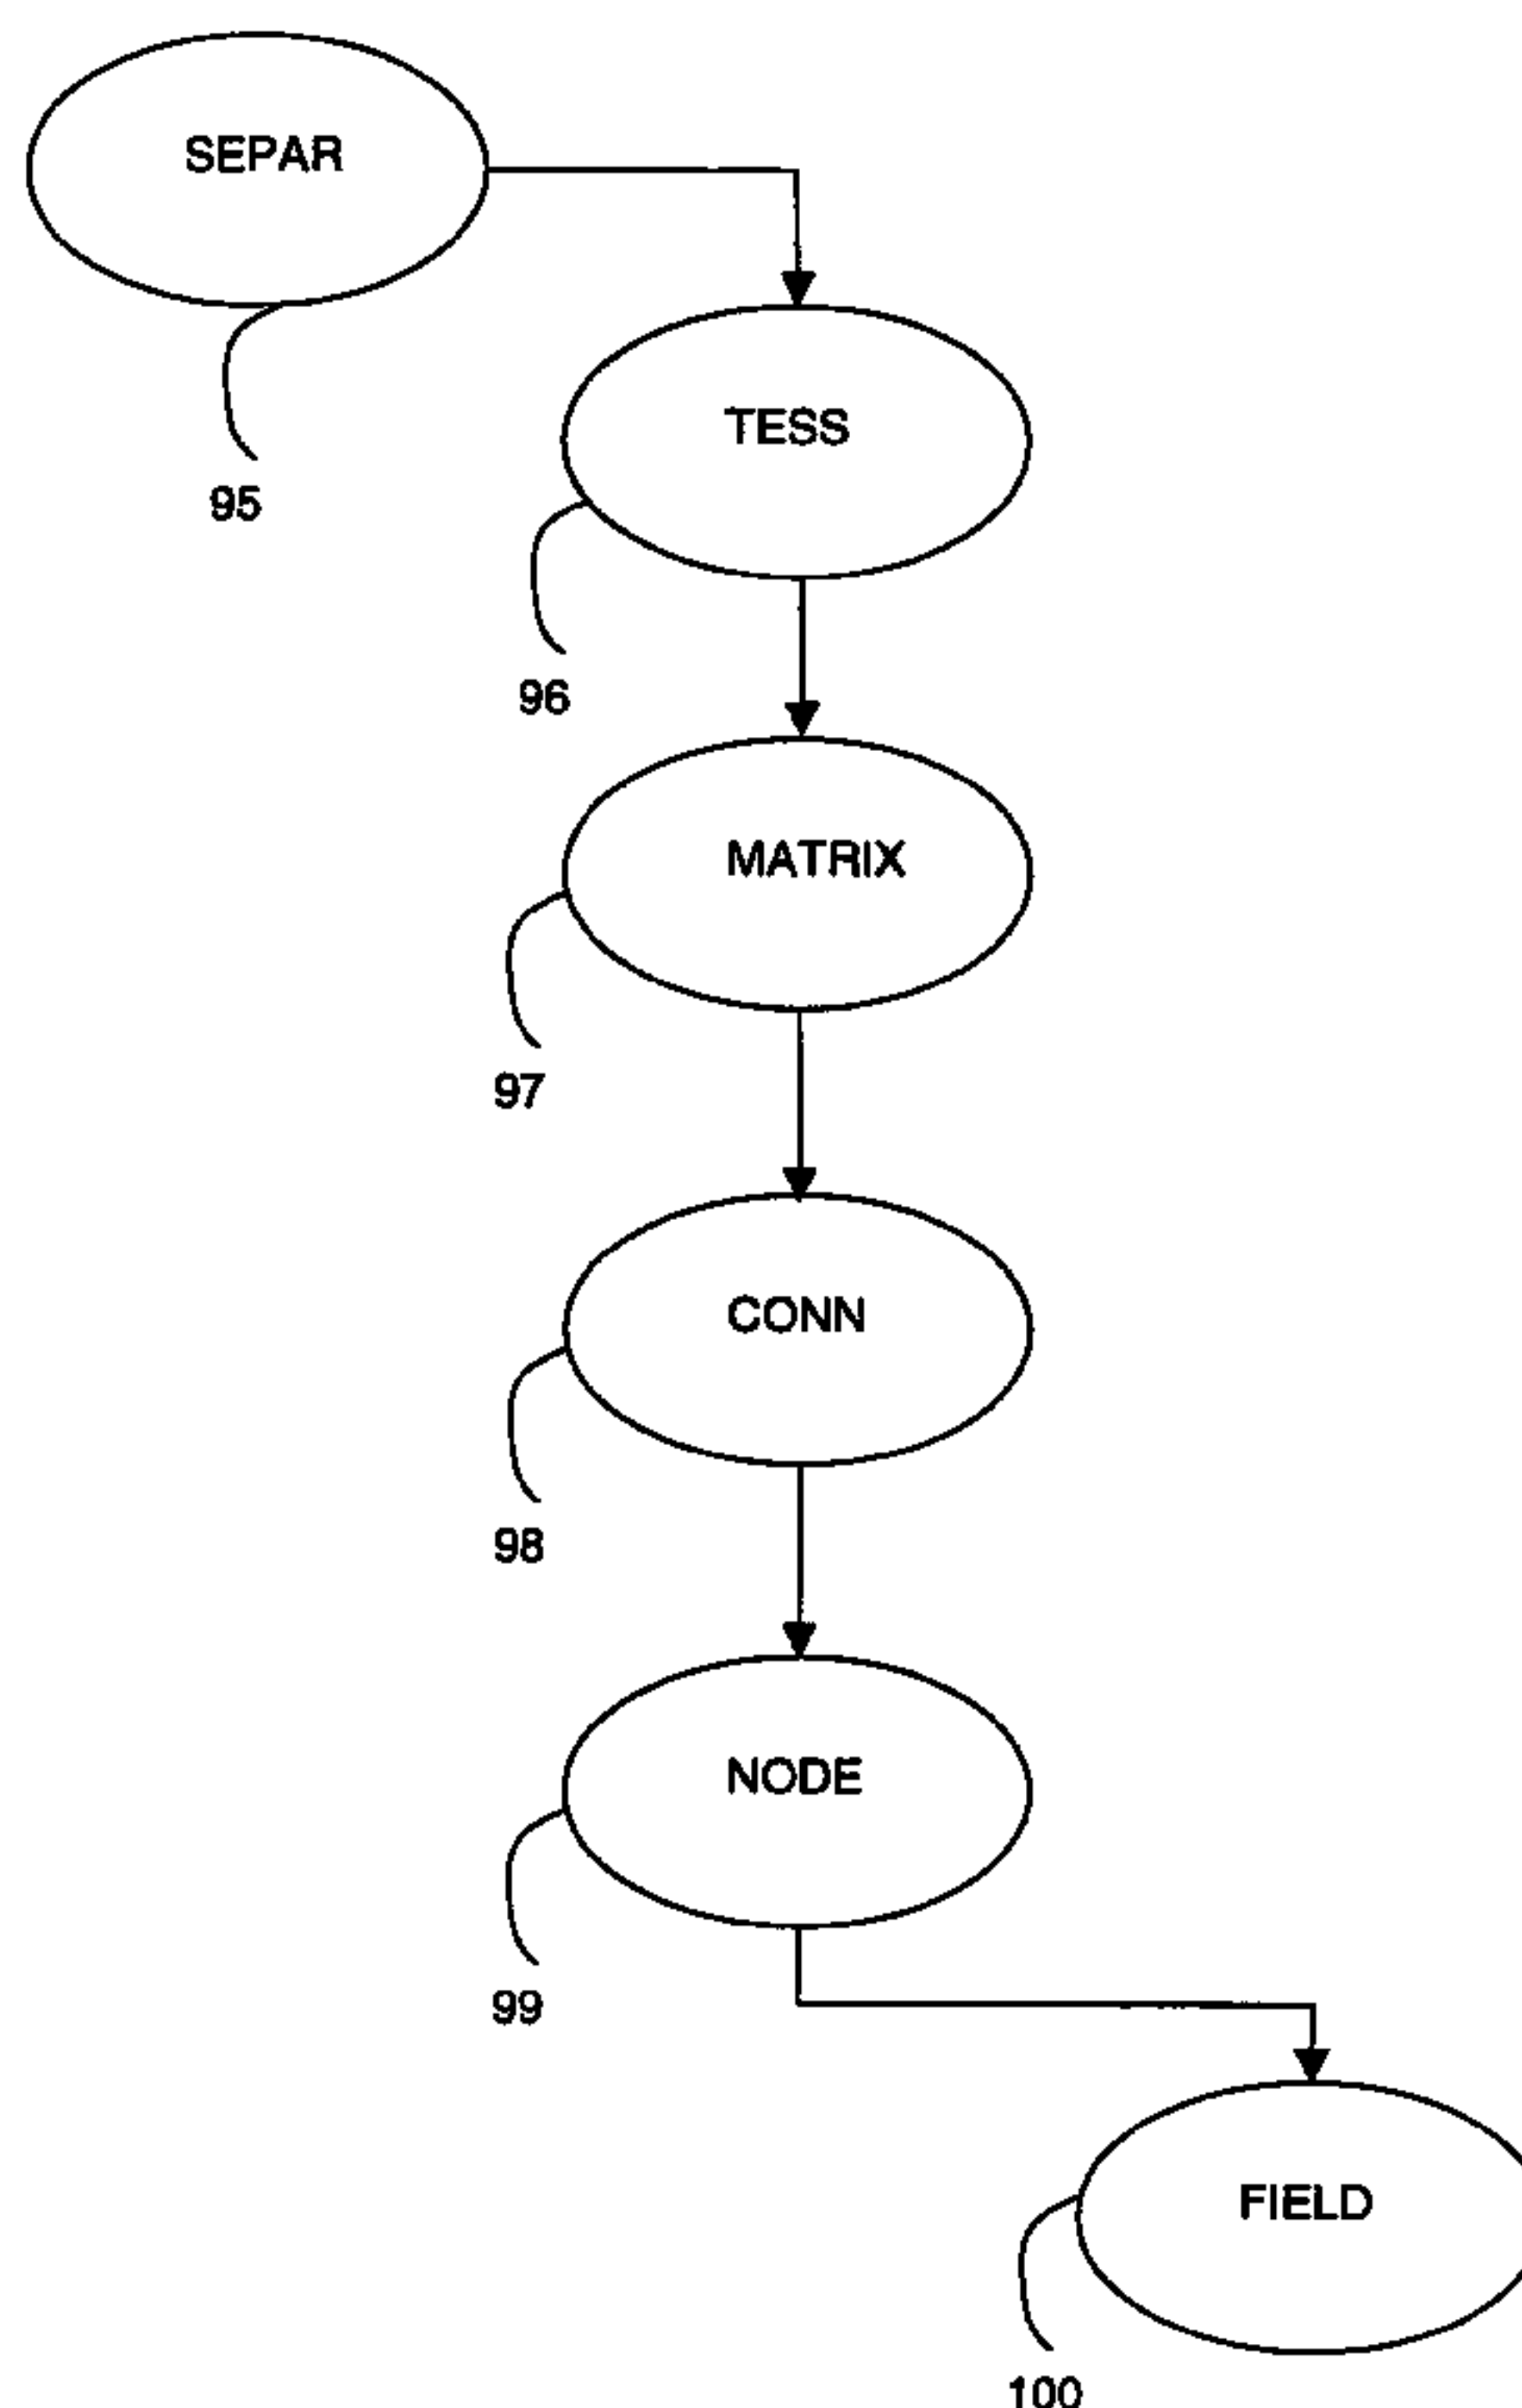 SEPAR
95
TESS
96
MATRIX
97
CONN
98
NODE
99
FIELD
100